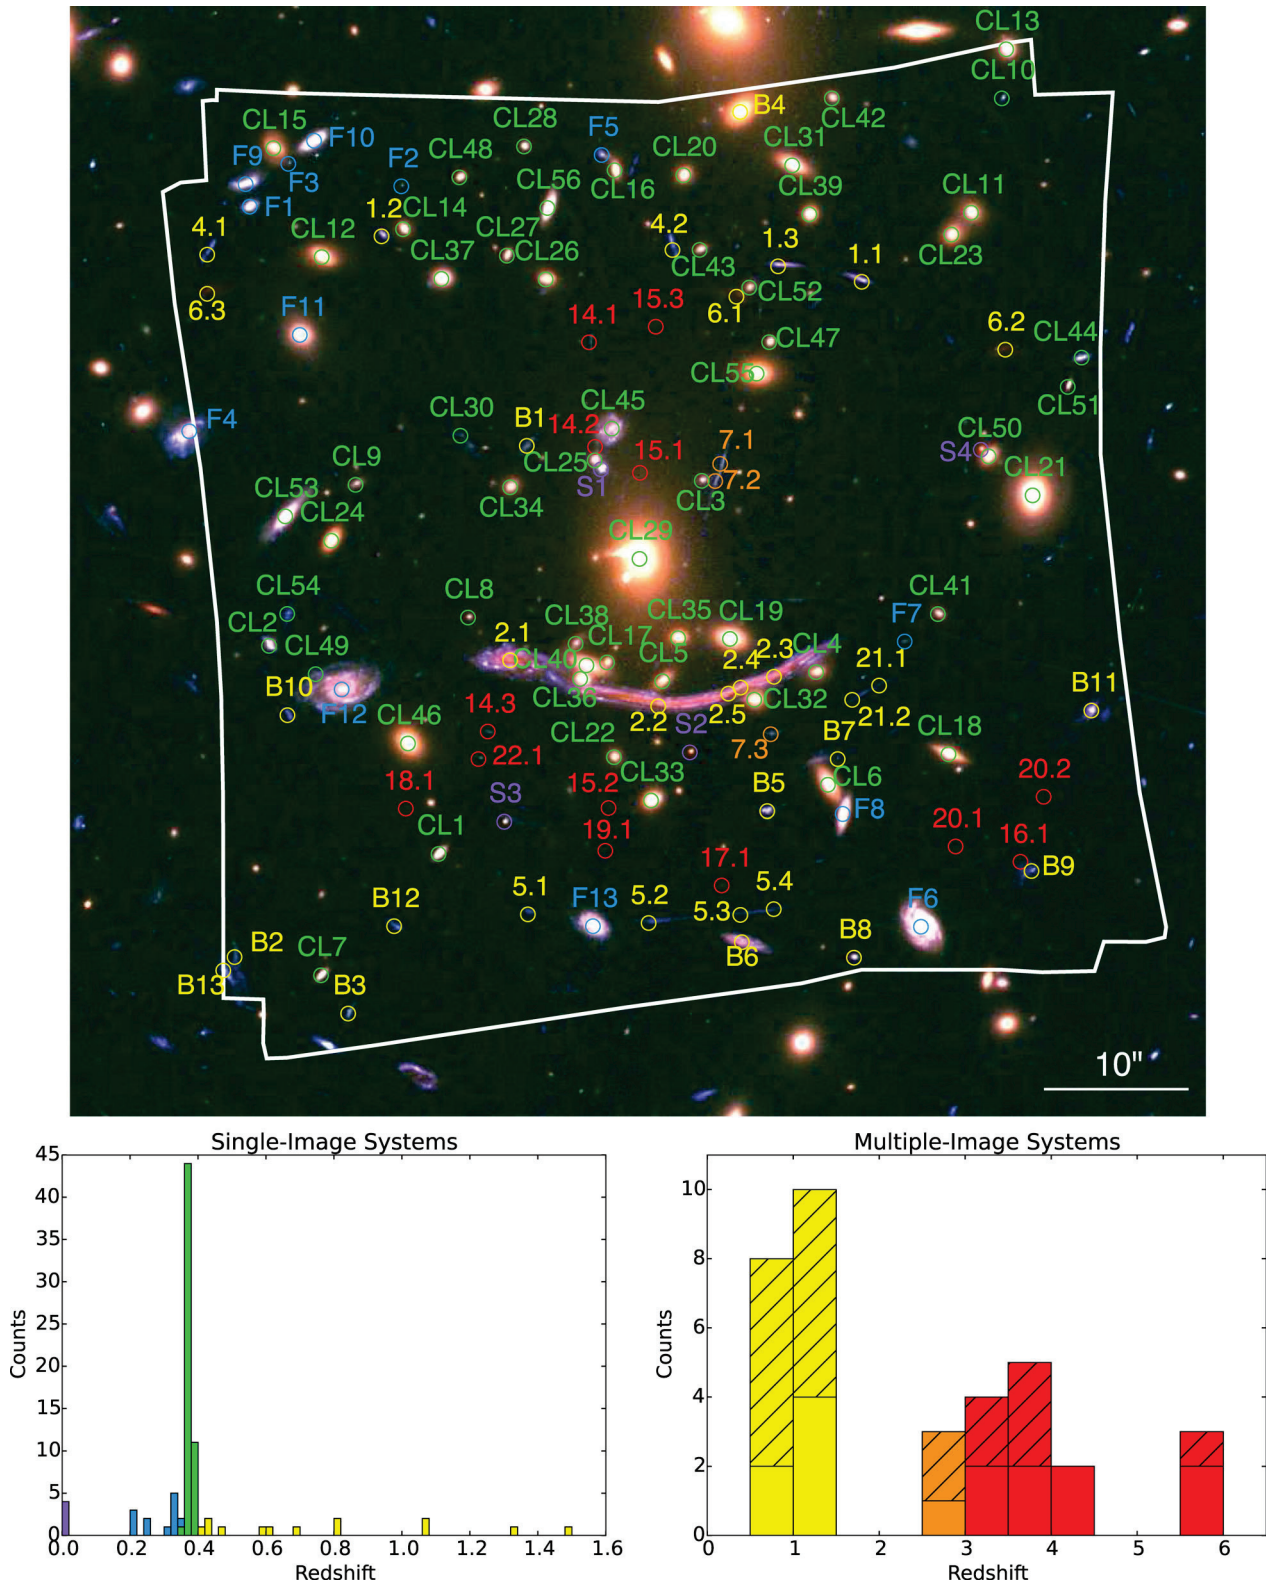 CL13
CL10
B4
CL42
CL15
F10
CL28
F5
CL31
F9
F3
F2
CL48
CL20
CL56
CL16
CL39
CL11
F1
4.1
1.2
CL14
CL27
4.2
1.3
1.1
CL12
CL37
CL26
CL43
CL23
6.3
CL52
6.1
F11
14.1
15.3
CL47
6.2
CL44
CL55
CL51
F4
CL30
B1
CL45
14.2
7.1
CL50
S4
CL9
CL25
15.1
7.2
CL21
S1
CL3
CL53
CL34
CL24
CL29
CL54
CL8
CL41
CL2
CL38
CL35
CL19
F7
CL49
2.1
CL17
2.3
CL4
CL40
CL5
2.4
21.1
B10
CL36
CL32
B11
F12
2.2
2.5
21.2
14.3
S2
CL46
CL22
7.3
B7
CL18
22.1
CL33
20.2
18.1
S3
15.2
B5
CL6
F8
CL1
19.1
20.1
16.1
B9
17.1
B12
5.1
F13
5.2
5.3
5.4
F6
B2
CL7
B6
B8
B13
B3
10"
Single-Image Systems
45
40
35
30
25
20
15
10
5
0
Counts
0.0 0.2 0.4 0.6 0.8 1.0 1.2 1.4 1.6
Redshift
Multiple-Image Systems
10
8
6
4
2
0
Counts
0 1 2 3 4 5 6
Redshift